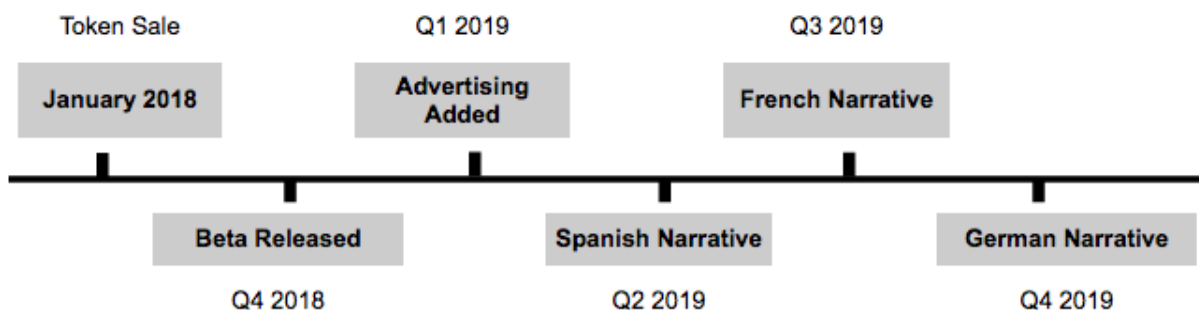 Token Sale
January 2018
Q1 2019
Advertising
Added
Q3 2019
French Narrative
Beta Released
Q4 2018
Spanish Narrative
Q2 2019
German Narrative
Q4 2019